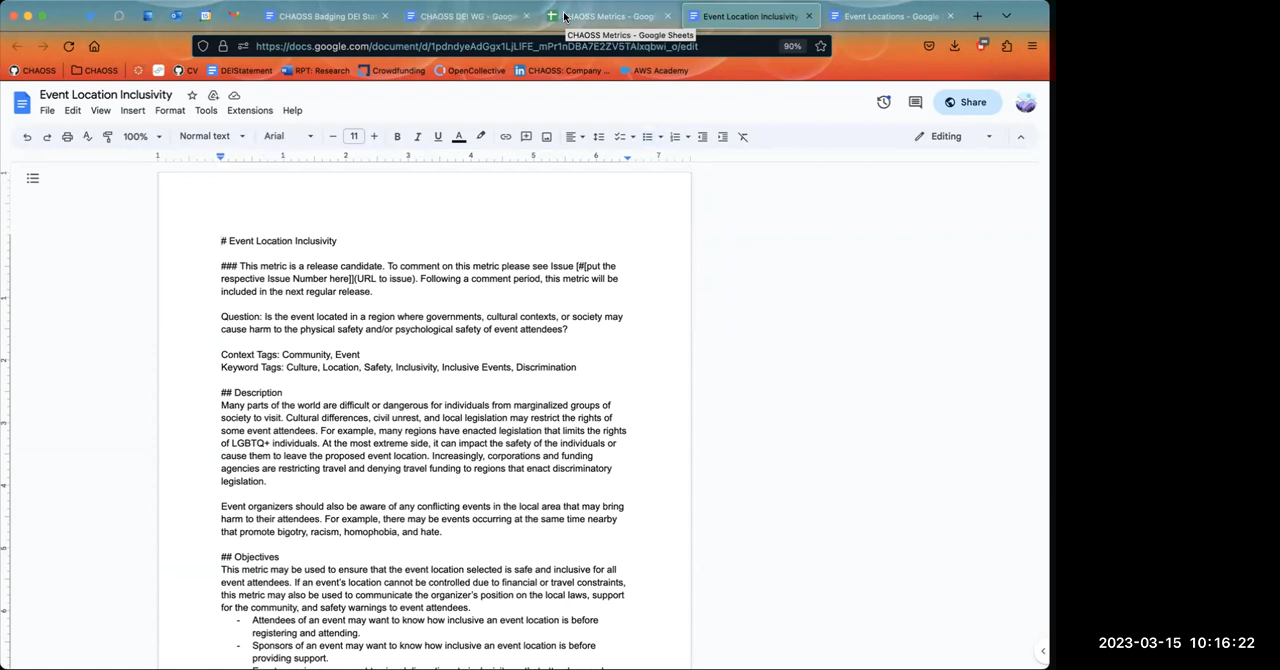 CHAOSS Badging DEI Sta
CHAOSS DEI WG - Google
CHAOSS Metrics - Goog
Event Location Inclusivity
Event Locations - Google
CHAOSS Metrics - Google Sheets
https://docs.google.com/document/d/1pdndyeAdGgx1LjLIFE_mPr1nDBA7E2ZV5TAlxqbwi_o/edit
90%
CHAOSS
CHAOSS
CV
DEIStatement
RPT: Research
Crowdfunding
OpenCollective
CHAOSS: Company ...
AWS Academy
Event Location Inclusivity
File Edit View Insert Format Tools Extensions Help
Share
100%
Normal text
Arial
11
Editing
1 1 2 3 4 5 6 7
# Event Location Inclusivity
### This metric is a release candidate. To comment on this metric please see Issue [#[put the
respective Issue Number here]](URL to issue). Following a comment period, this metric will be
included in the next regular release.
Question: Is the event located in a region where governments, cultural contexts, or society may
cause harm to the physical safety and/or psychological safety of event attendees?
Context Tags: Community, Event
Keyword Tags: Culture, Location, Safety, Inclusivity, Inclusive Events, Discrimination
## Description
Many parts of the world are difficult or dangerous for individuals from marginalized groups of
society to visit. Cultural differences, civil unrest, and local legislation may restrict the rights of
some event attendees. For example, many regions have enacted legislation that limits the rights
of LGBTQ+ individuals. At the most extreme side, it can impact the safety of the individuals or
cause them to leave the proposed event location. Increasingly, corporations and funding
agencies are restricting travel and denying travel funding to regions that enact discriminatory
legislation.
Event organizers should also be aware of any conflicting events in the local area that may bring
harm to their attendees. For example, there may be events occurring at the same time nearby
that promote bigotry, racism, homophobia, and hate.
## Objectives
This metric may be used to ensure that the event location selected is safe and inclusive for all
event attendees. If an event's location cannot be controlled due to financial or travel constraints,
this metric may also be used to communicate the organizer's position on the local laws, support
for the community, and safety warnings to event attendees.
- Attendees of an event may want to know how inclusive an event location is before
registering and attending.
- Sponsors of an event may want to know how inclusive an event location is before
providing support.
2023-03-15 10:16:22